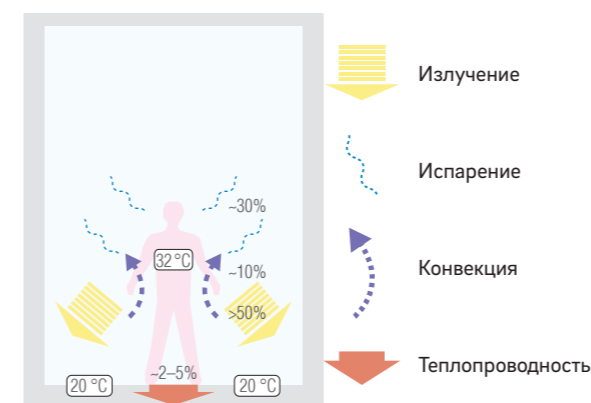 Излучение
Испарение
~30%
32 °C
~10%
Конвекция
>50%
~2–5%
Теплопроводность
20 °C
20 °C